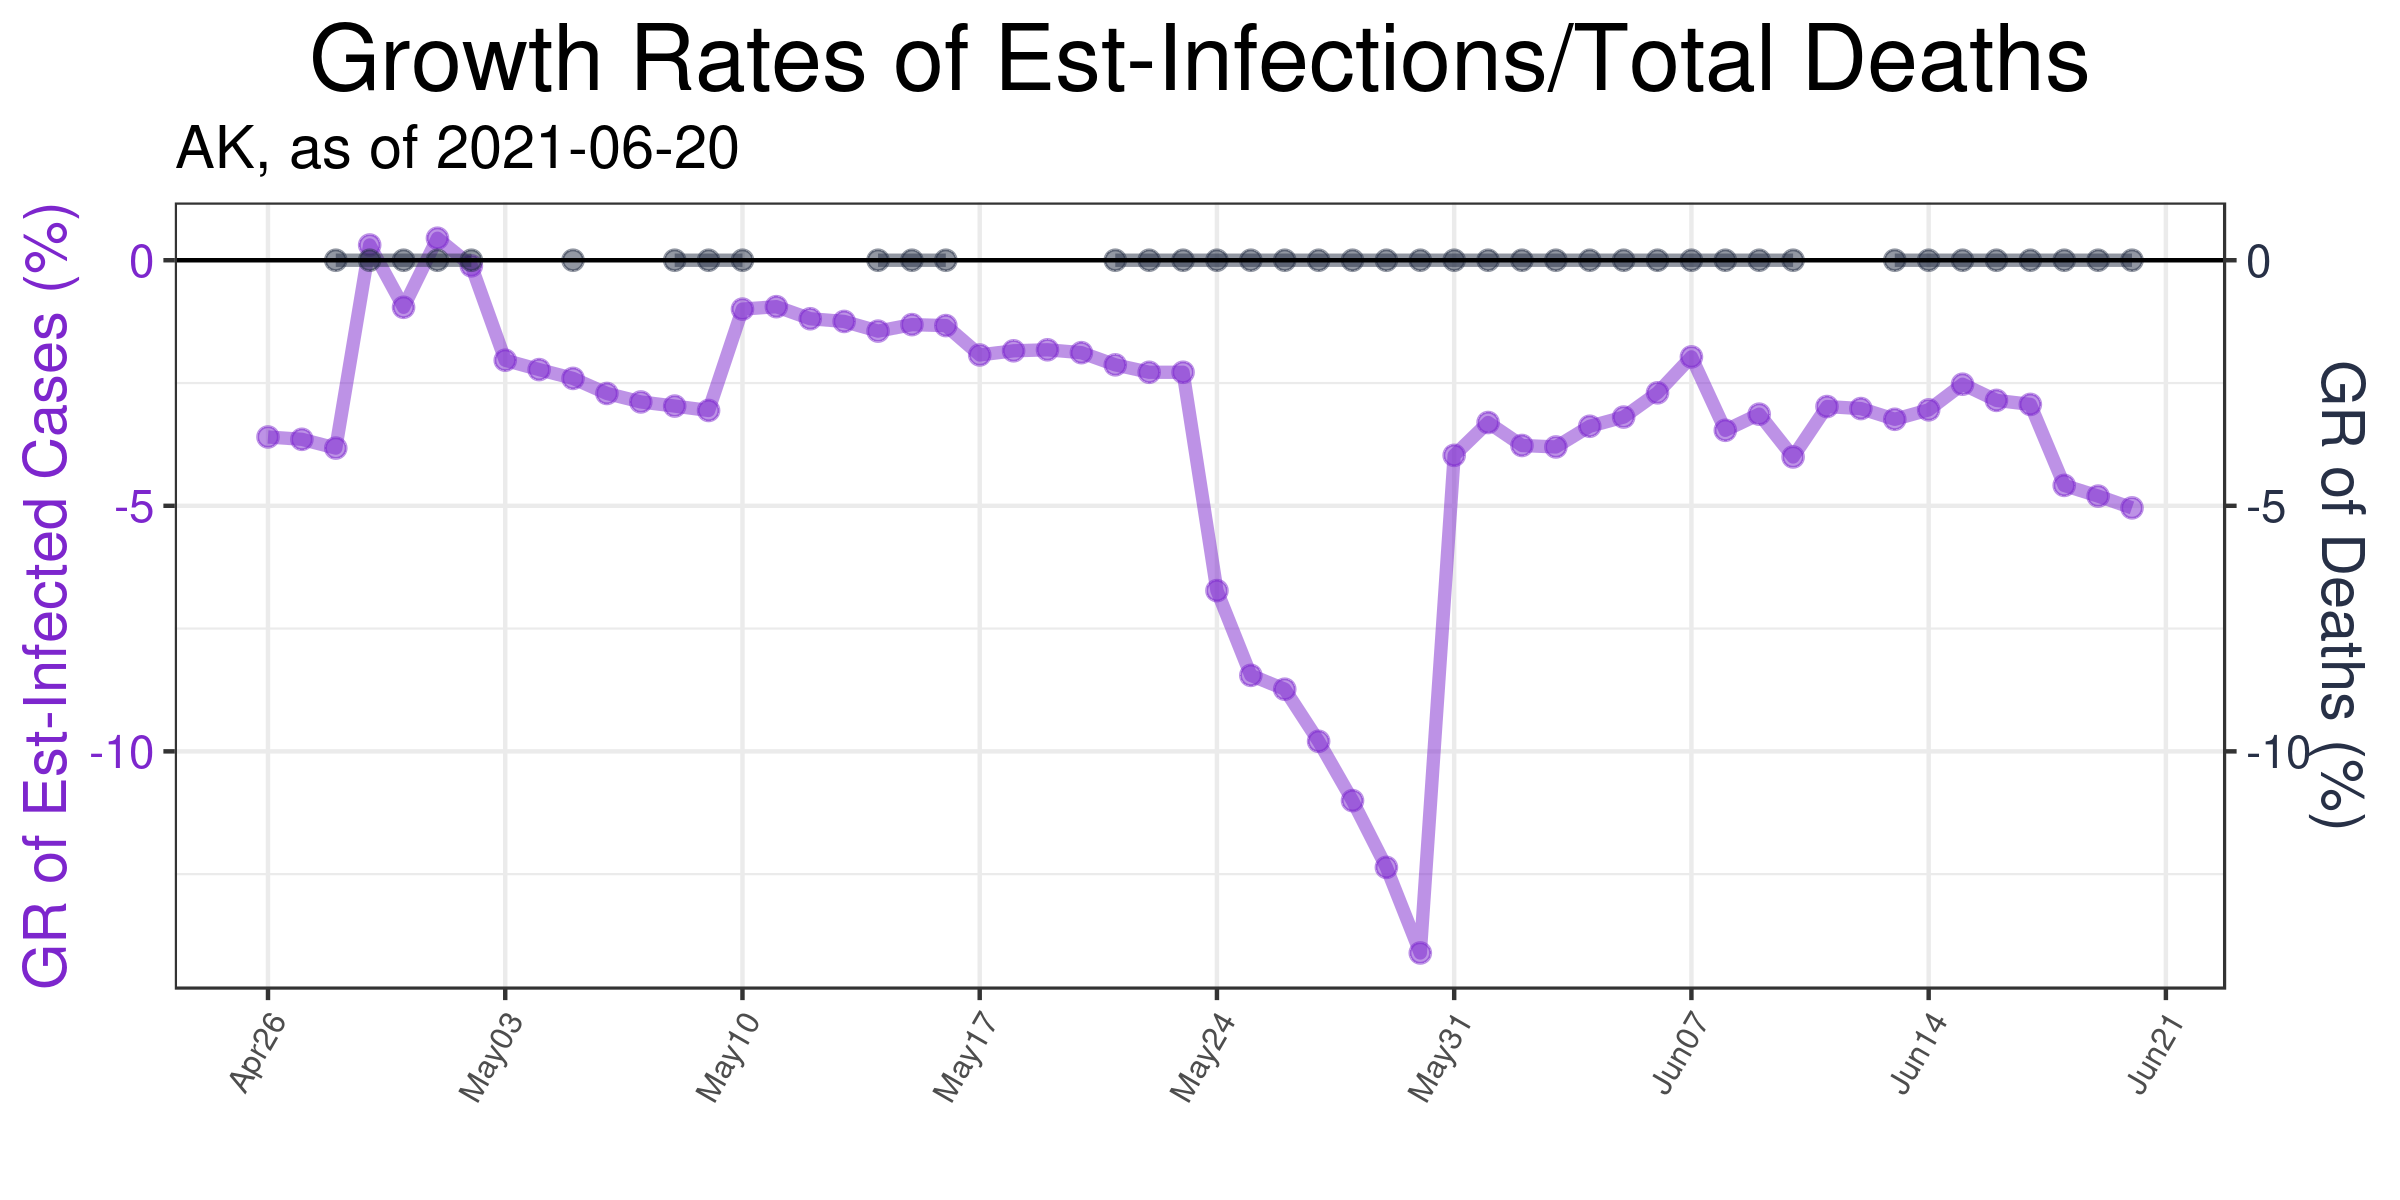 Growth Rates of Est-Infections/Total Deaths
AK, as of 2021-06-20
GR of Est-Infected Cases (%)
0
-5
-10
0
-5
-10
GR of Deaths (%)
Apr26
May03
May10
May17
May24
May31
Jun07
Jun14
Jun21